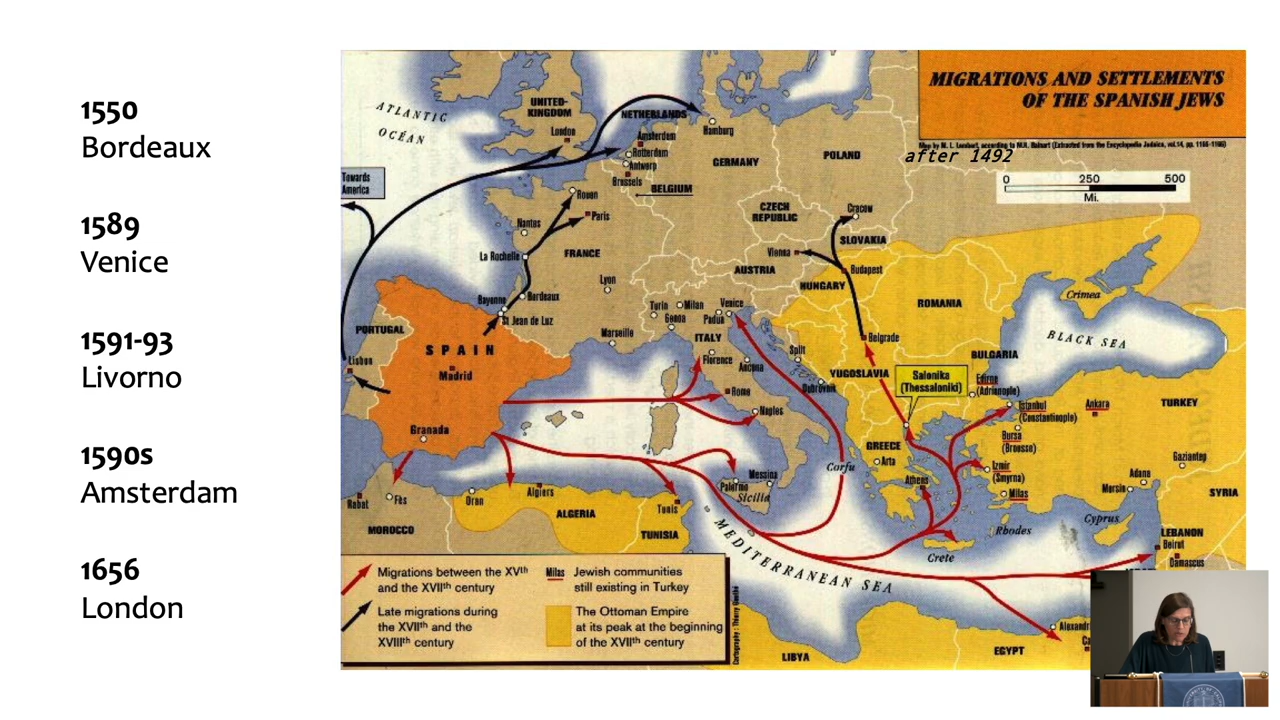 1550
Bordeaux
1589
Venice
1591-93
Livorno
1590s
Amsterdam
1656
London
MIGRATIONS AND SETTLEMENTS
OF THE SPANISH JEWS
after 1492
0 250 500
Mi.
ATLANTIC
OCÉAN
UNITED-
KINGDOM
London
NETHERLANDS
Amsterdam
Rotterdam
Antwerp
Brussels
BELGIUM
Hamburg
GERMANY
POLAND
Towards
America
Rouen
Paris
Nantes
La Rochelle
FRANCE
Lyon
Bayonne
Bordeaux
St Jean de Luz
Marseille
CZECH
REPUBLIC
Cracow
SLOVAKIA
Vienna
AUSTRIA
Budapest
HUNGARY
ROMANIA
Crimea
BLACK SEA
Turin
Milan
Venice
Genoa
Padua
ITALY
Florence
Ancona
Rome
Naples
Split
Dubrovnik
Belgrade
YUGOSLAVIA
BULGARIA
Salonika
(Thessaloniki)
Edirne
(Adrianople)
Istanbul
(Constantinople)
Ankara
TURKEY
Bursa
(Brousse)
PORTUGAL
Lisbon
SPAIN
Madrid
Granada
GREECE
Arta
Athens
Corfu
Izmir
(Smyrna)
Milas
Gaziantep
Adana
Mersin
SYRIA
Messina
Palermo
Sicilia
Rhodes
Cyprus
Crete
LEBANON
Beirut
Damascus
Rabat
Fès
MOROCCO
Oran
Algiers
ALGERIA
Tunis
TUNISIA
MEDITERRANEAN SEA
LIBYA
EGYPT
Alexandr
Ca
Migrations between the XVth
and the XVIIth century
Late migrations during
the XVIIth and the
XVIIIth century
Milas
Jewish communities
still existing in Turkey
The Ottoman Empire
at its peak at the beginning
of the XVIIth century